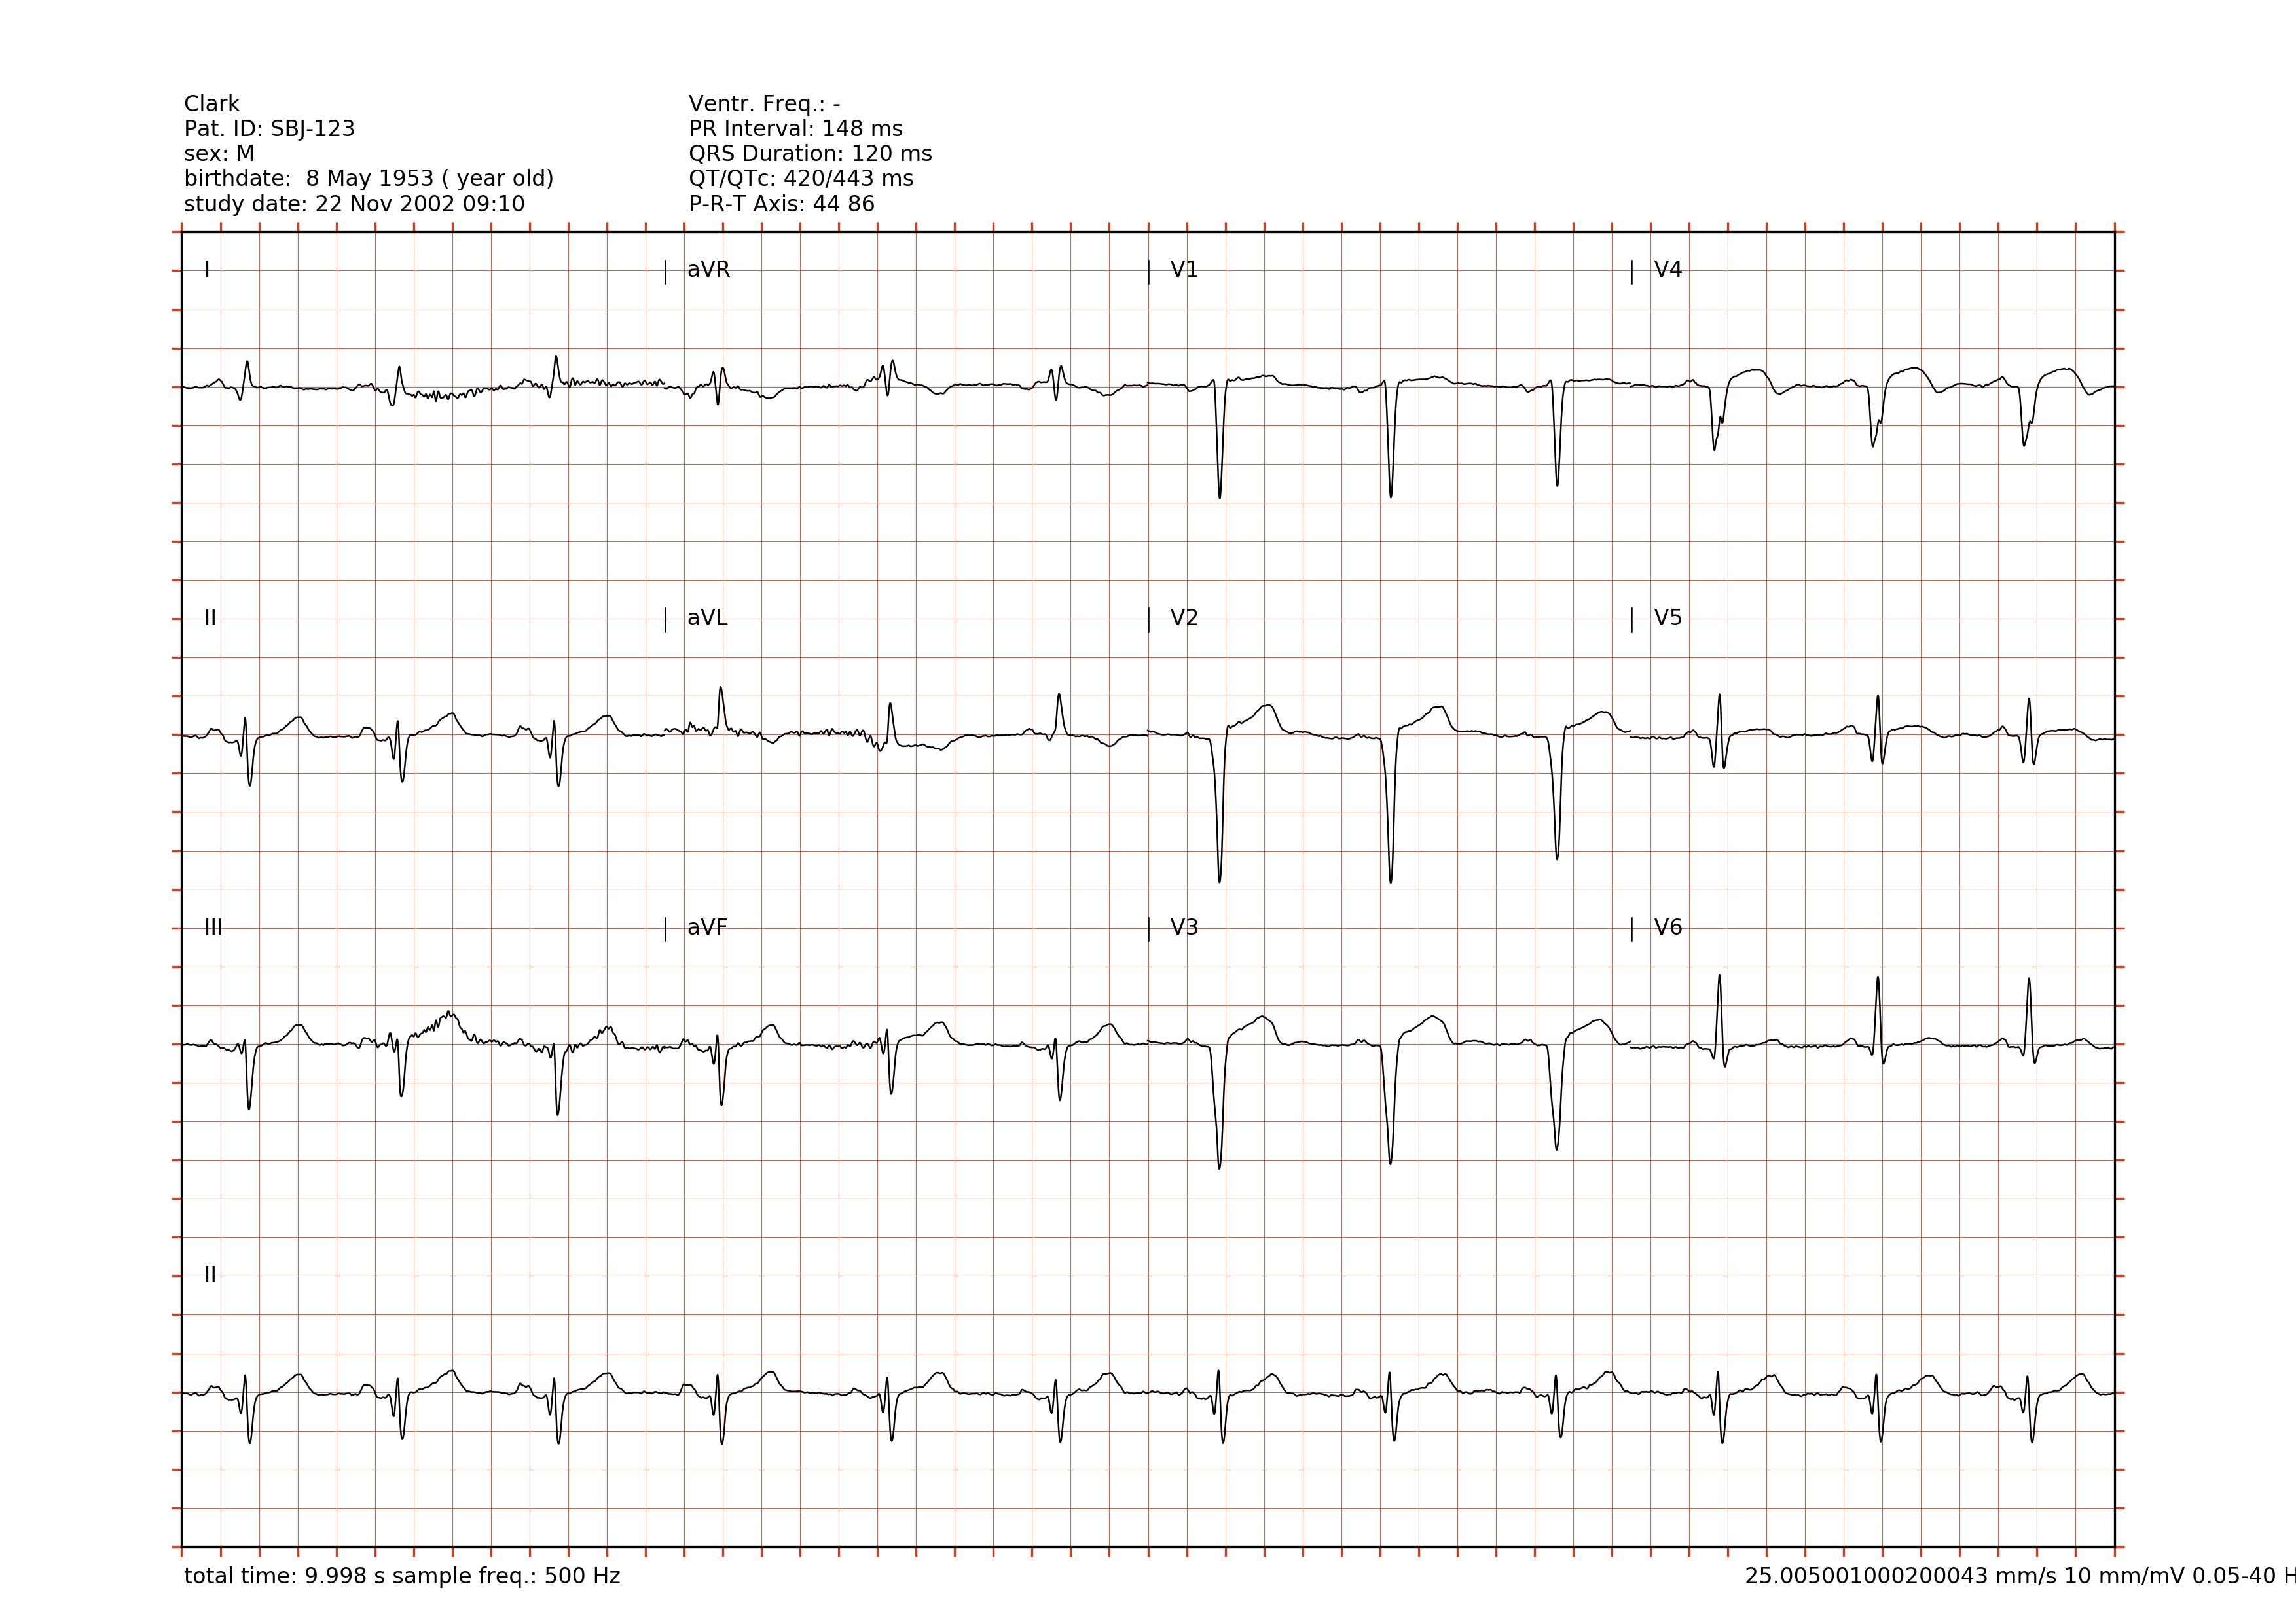 Clark
Pat. ID: SBJ-123
sex: M
birthdate:  8 May 1953 ( year old)
study date: 22 Nov 2002 09:10
Ventr. Freq.: -
PR Interval: 148 ms
QRS Duration: 120 ms
QT/QTc: 420/443 ms
P-R-T Axis: 44 86
I | aVR | V1 | V4
II | aVL | V2 | V5
III | aVF | V3 | V6
II
total time: 9.998 s sample freq.: 500 Hz
25.005001000200043 mm/s 10 mm/mV 0.05-40 H